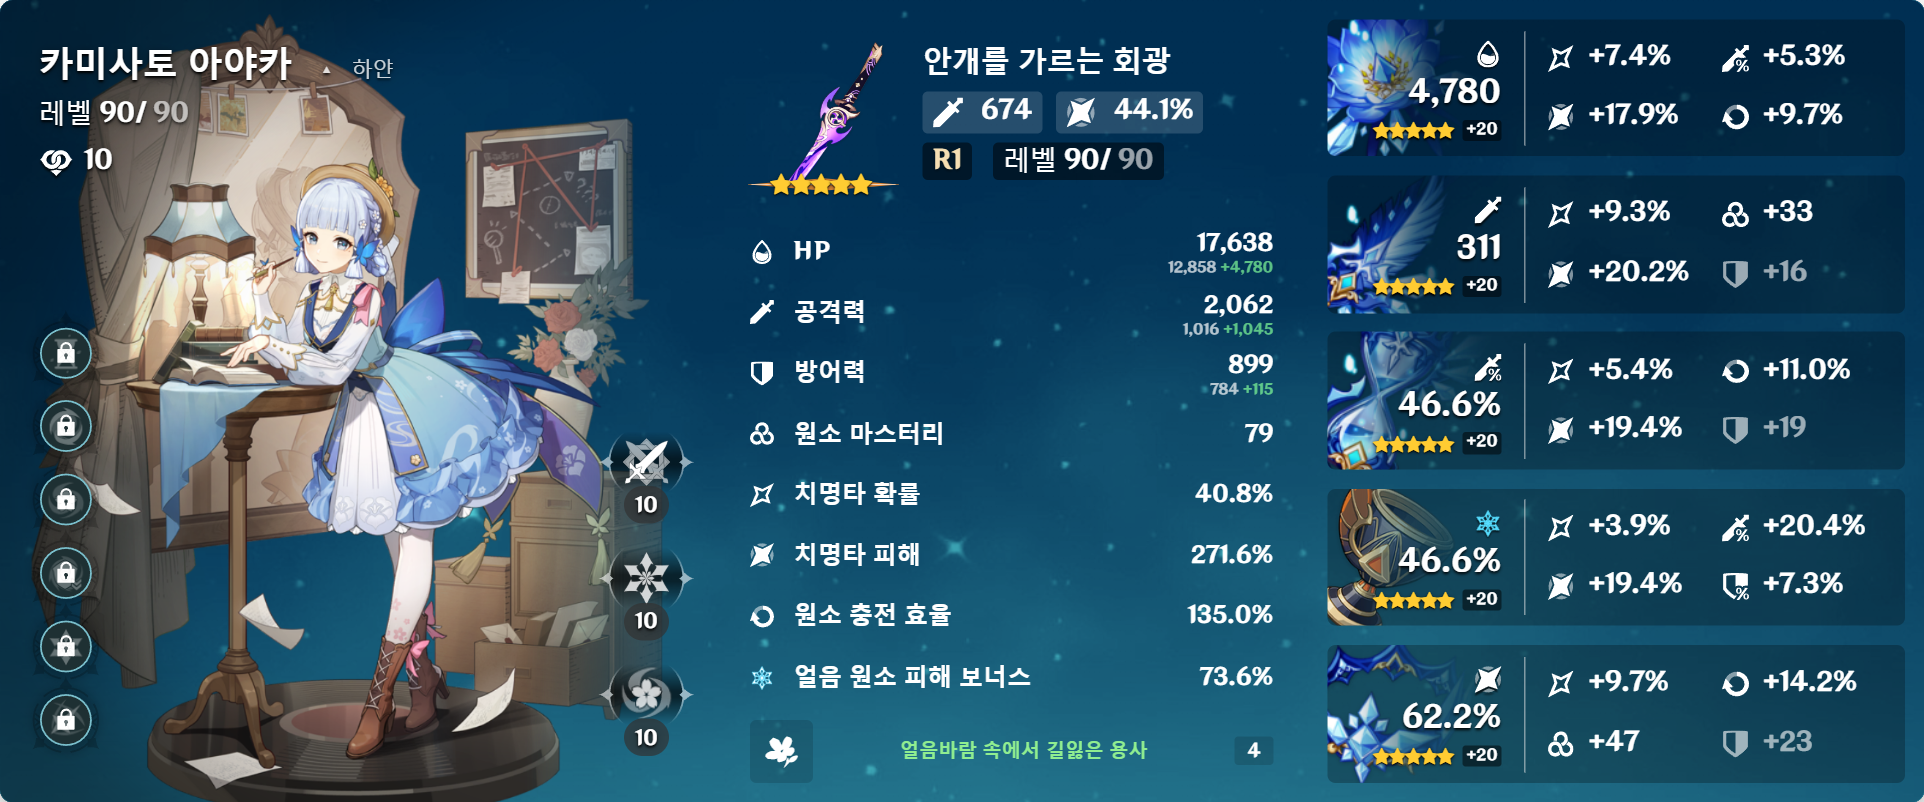 카미사토 아야카 ▲ 하얀
레벨 90/ 90
10
10
10
10
안개를 가르는 회광
674 44.1%
R1 레벨 90/ 90
HP 17,638
12,858 +4,780
공격력 2,062
1,016 +1,045
방어력 899
784 +115
원소 마스터리 79
치명타 확률 40.8%
치명타 피해 271.6%
원소 충전 효율 135.0%
얼음 원소 피해 보너스 73.6%
얼음바람 속에서 길잃은 용사 4
4,780
+20
+7.4% +5.3%
+17.9% +9.7%
311
+20
+9.3% +33
+20.2% +16
46.6%
+20
+5.4% +11.0%
+19.4% +19
46.6%
+20
+3.9% +20.4%
+19.4% +7.3%
62.2%
+20
+9.7% +14.2%
+47 +23